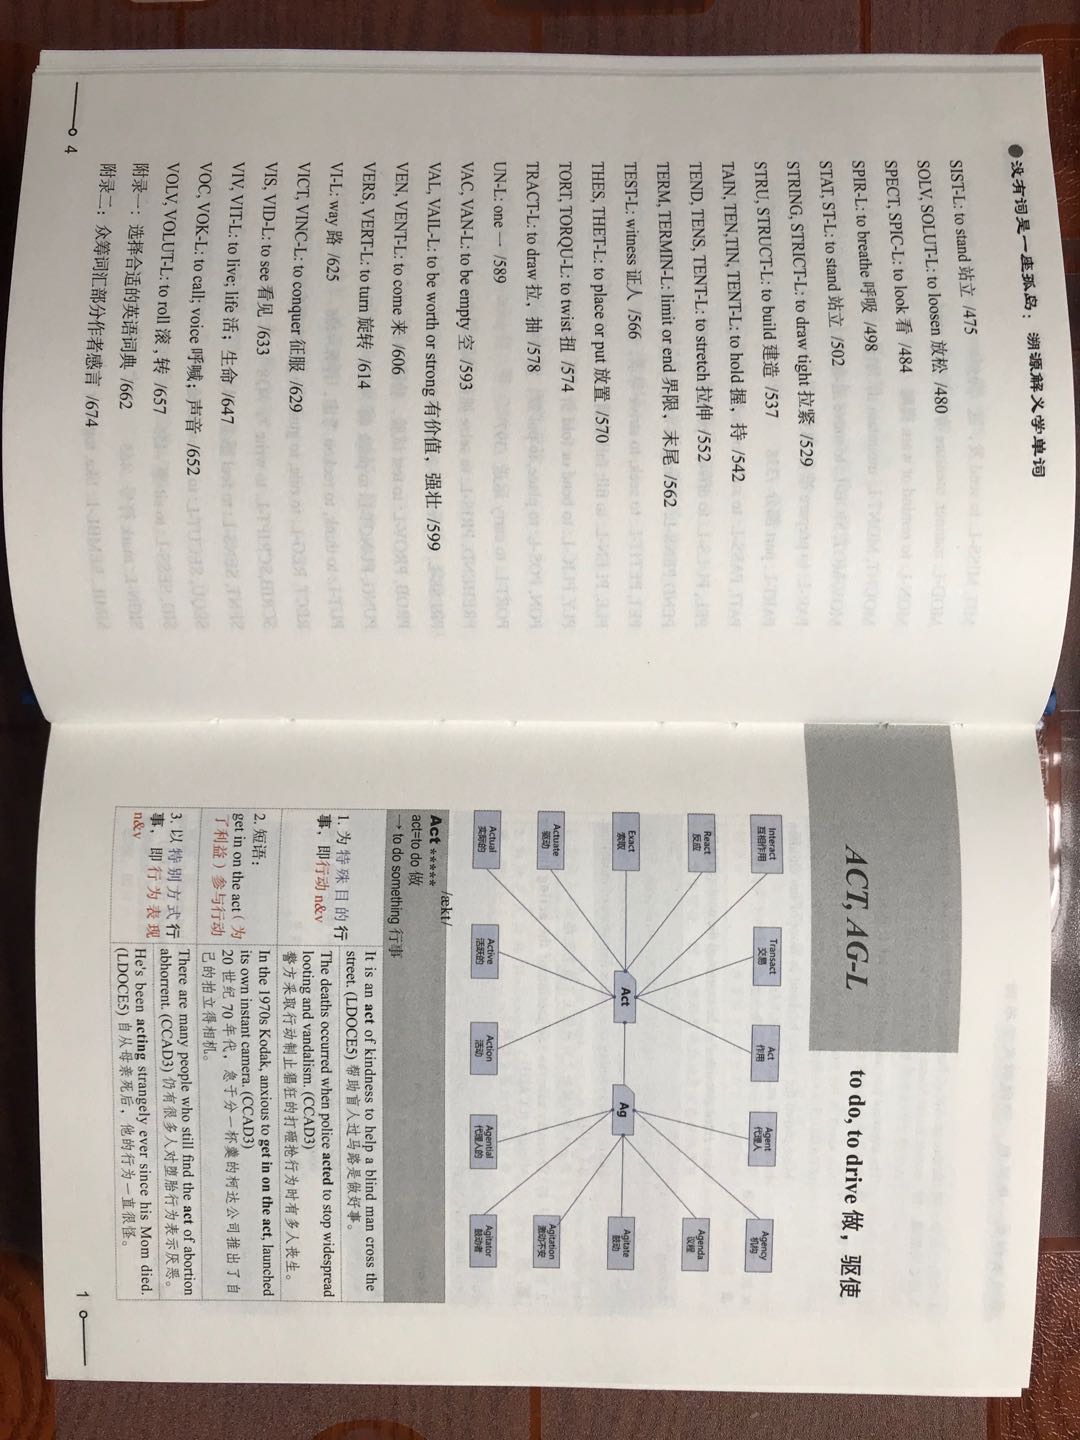 ●没有词是一座孤岛：溯源解义学单词
SIST-L: to stand 站立 /475
SOLV, SOLUT-L: to loosen 放松 /480
SPECT, SPIC-L: to look 看 /484
SPIR-L: to breathe 呼吸 /498
STAT, ST-L: to stand 站立 /502
STRING, STRICT-L: to draw tight 拉紧 /529
STRU, STRUCT-L: to build 建造 /537
TAIN, TEN,TIN, TENT-L: to hold 握，持 /542
TEND, TENS, TENT-L: to stretch 拉伸 /552
TERM, TERMIN-L: limit or end 界限，末尾 /562
TEST-L: witness 证人 /566
THES, THET-L: to place or put 放置 /570
TORT, TORQU-L: to twist 扭 /574
TRACT-L: to draw 拉，抽 /578
UN-L: one 一 /589
VAC, VAN-L: to be empty 空 /593
VAL, VAIL-L: to be worth or strong 有价值，强壮 /599
VEN, VENT-L: to come 来 /606
VERS, VERT-L: to turn 旋转 /614
VI-L: way 路 /625
VICT, VINC-L: to conquer 征服 /629
VIS, VID-L: to see 看见 /633
VIV, VIT-L: to live; life 活；生命 /647
VOC, VOK-L: to call; voice 呼喊；声音 /652
VOLV, VOLUT-L: to roll 滚 , 转 /657
附录一：选择合适的英语词典 /662
附录二：众筹词汇部分作者感言 /674
4
ACT, AG-L
to do, to drive 做，驱使
Interact
互相作用
Transact
交易
Act
作用
Agent
代理人
Agency
机构
React
反应
Agenda
议程
Exact
索取
Act
Ag
Agitate
鼓动
Actuate
驱动
Agitation
激动不安
Actual
实际的
Active
活跃的
Action
活动
Agential
代理人的
Agitator
鼓动者
Act ***** /ækt/
act=to do 做
→ to do something 行事
1. 为特殊目的行
事，即行动 n&v
It is an act of kindness to help a blind man cross the
street. (LDOCE5) 帮助盲人过马路是做好事。
The deaths occurred when police acted to stop widespread
looting and vandalism. (CCAD3)
警方采取行动制止猖狂的打砸抢行为时有多人丧生。
2. 短语：
get in on the act（为
了利益）参与行动
In the 1970s Kodak, anxious to get in on the act, launched
its own instant camera. (CCAD3)
20 世纪 70 年代，急于分一杯羹的柯达公司推出了自
己的拍立得相机。
3. 以特别方式行
事，即行为表现
n&v
There are many people who still find the act of abortion
abhorrent. (CCAD3) 仍有很多人对堕胎行为表示厌恶。
He's been acting strangely ever since his Mom died.
(LDOCE5) 自从母亲死后，他的行为一直很怪。
1